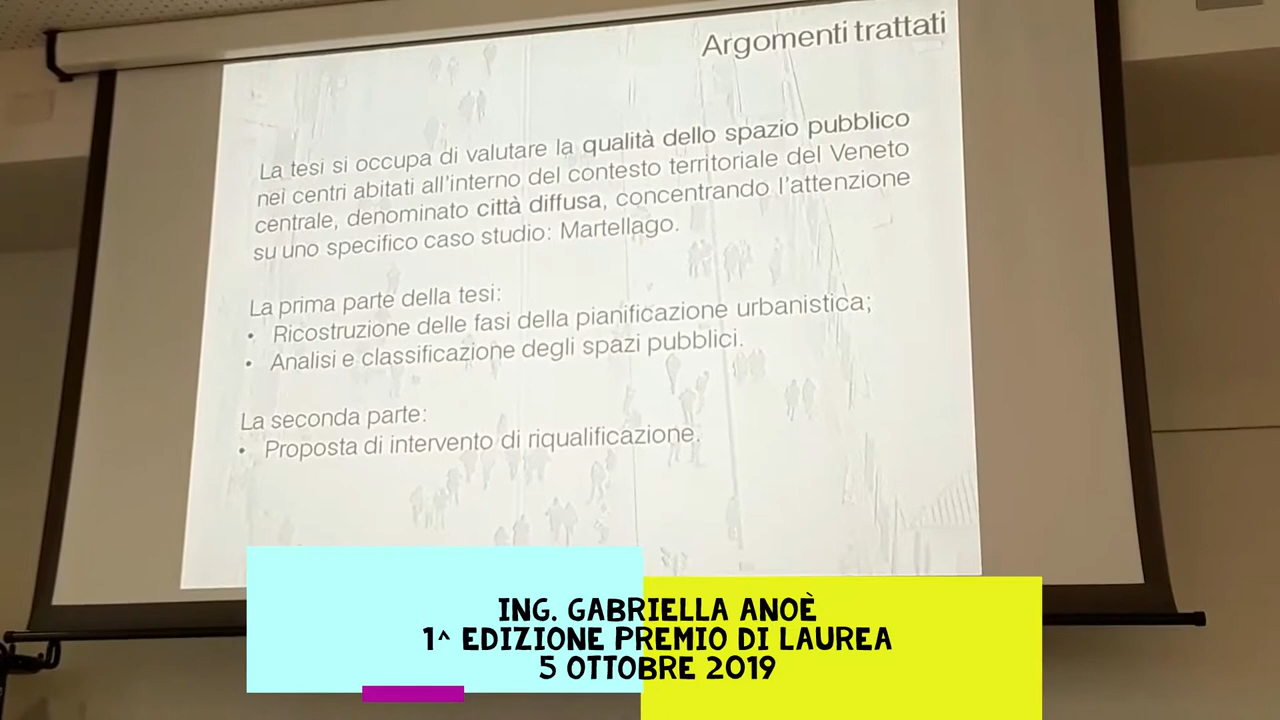 Argomenti trattati
La tesi si occupa di valutare la qualità dello spazio pubblico
nei centri abitati all'interno del contesto territoriale del Veneto
centrale, denominato città diffusa, concentrando l'attenzione
su uno specifico caso studio: Martellago.
La prima parte della tesi:
• Ricostruzione delle fasi della pianificazione urbanistica;
• Analisi e classificazione degli spazi pubblici.
La seconda parte:
• Proposta di intervento di riqualificazione.
ING. GABRIELLA ANOÈ
1^ EDIZIONE PREMIO DI LAUREA
5 OTTOBRE 2019